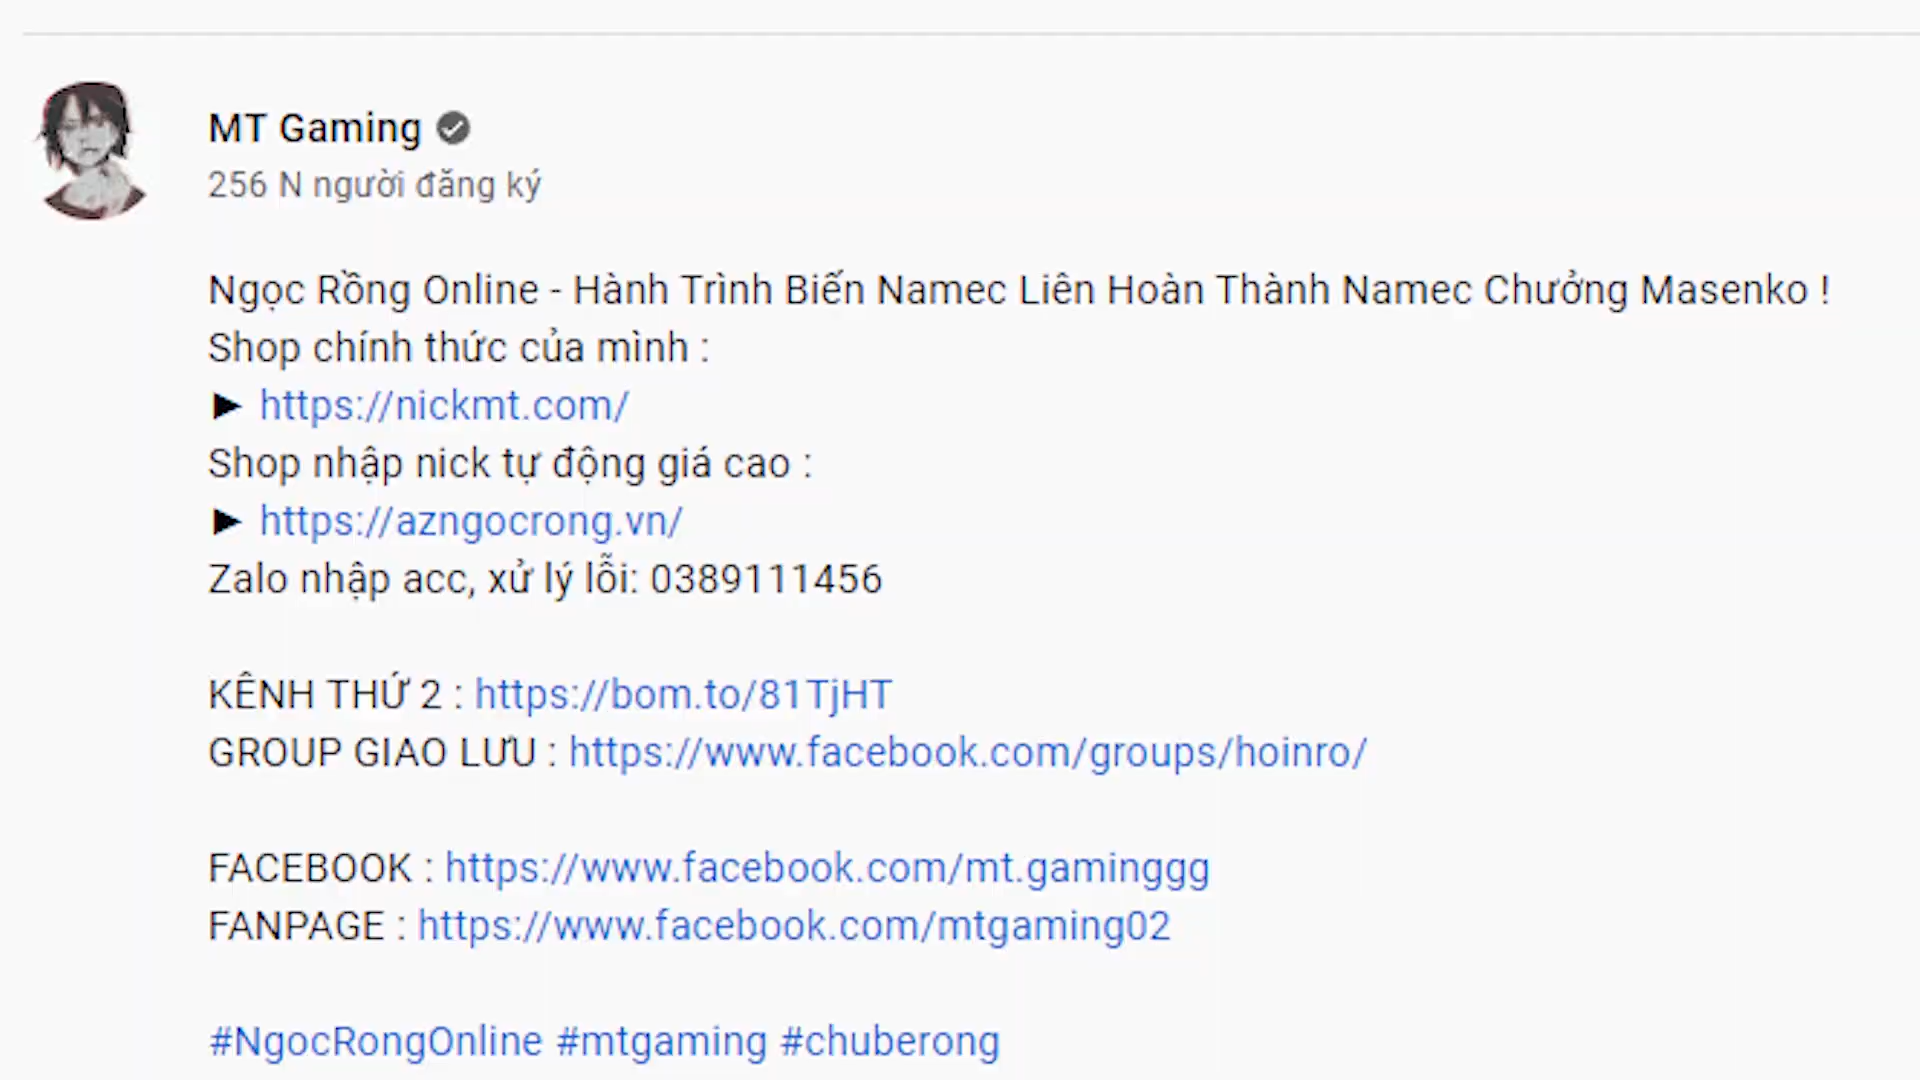 MT Gaming
256 N người đăng ký
Ngọc Rồng Online - Hành Trình Biến Namec Liên Hoàn Thành Namec Chưởng Masenko !
Shop chính thức của mình :
► https://nickmt.com/
Shop nhập nick tự động giá cao :
► https://azngocrong.vn/
Zalo nhập acc, xử lý lỗi: 0389111456
KÊNH THỨ 2 : https://bom.to/81TjHT
GROUP GIAO LƯU : https://www.facebook.com/groups/hoinro/
FACEBOOK : https://www.facebook.com/mt.gaminggg
FANPAGE : https://www.facebook.com/mtgaming02
#NgocRongOnline #mtgaming #chuberong